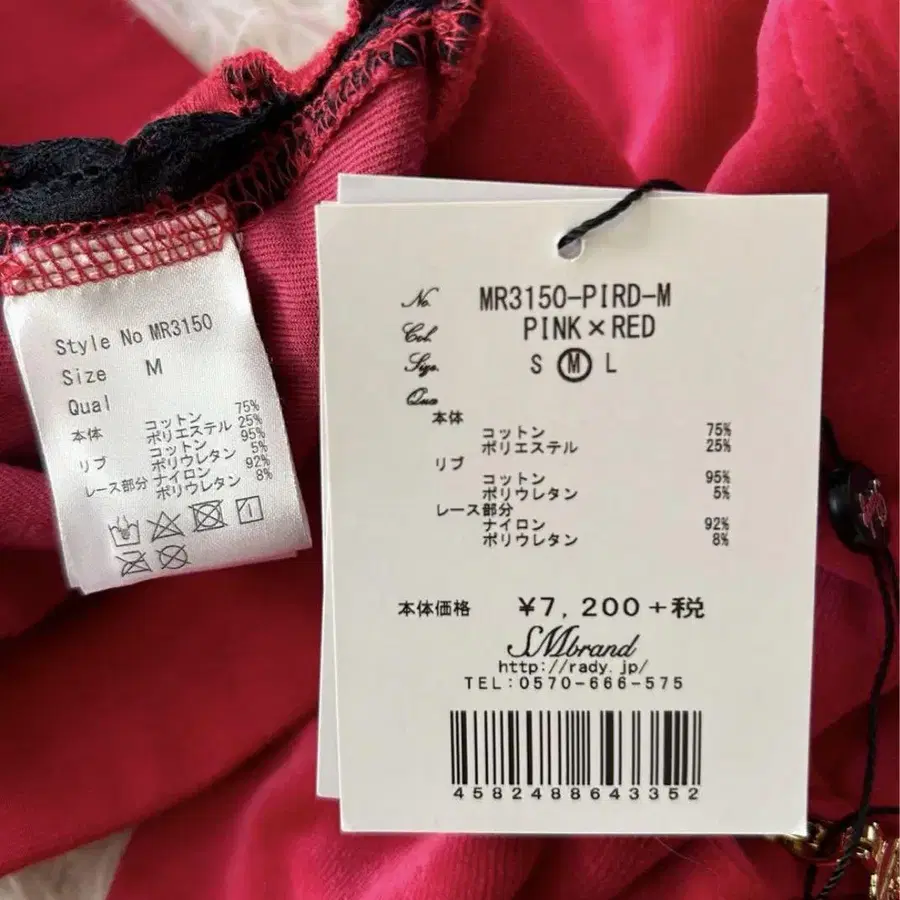 Style No MR3150
Size M
Qual
本体 コットン 75%
ポリエステル 25%
リブ コットン 95%
ポリウレタン 5%
レース部分 ナイロン 92%
ポリウレタン 8%
No. MR3150-PIRD-M
Col. PINK×RED
Size. S M L
Qua
本体
コットン 75%
ポリエステル 25%
リブ
コットン 95%
ポリウレタン 5%
レース部分
ナイロン 92%
ポリウレタン 8%
本体価格 ¥7,200+税
SMbrand
http://rady.jp/
TEL:0570-666-575
4582488643352